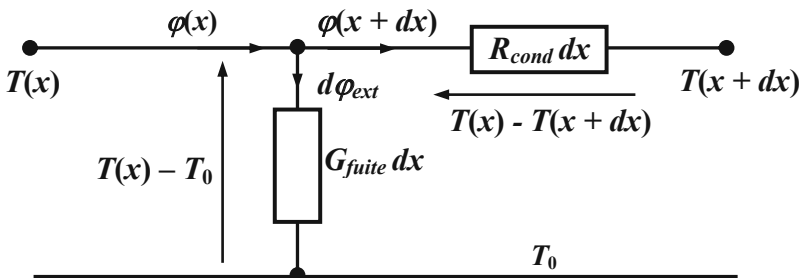 φ(x) φ(x + dx)
R_cond dx
T(x) T(x + dx)
dφ_ext
T(x) - T(x + dx)
T(x) – T_0 G_fuite dx
T_0